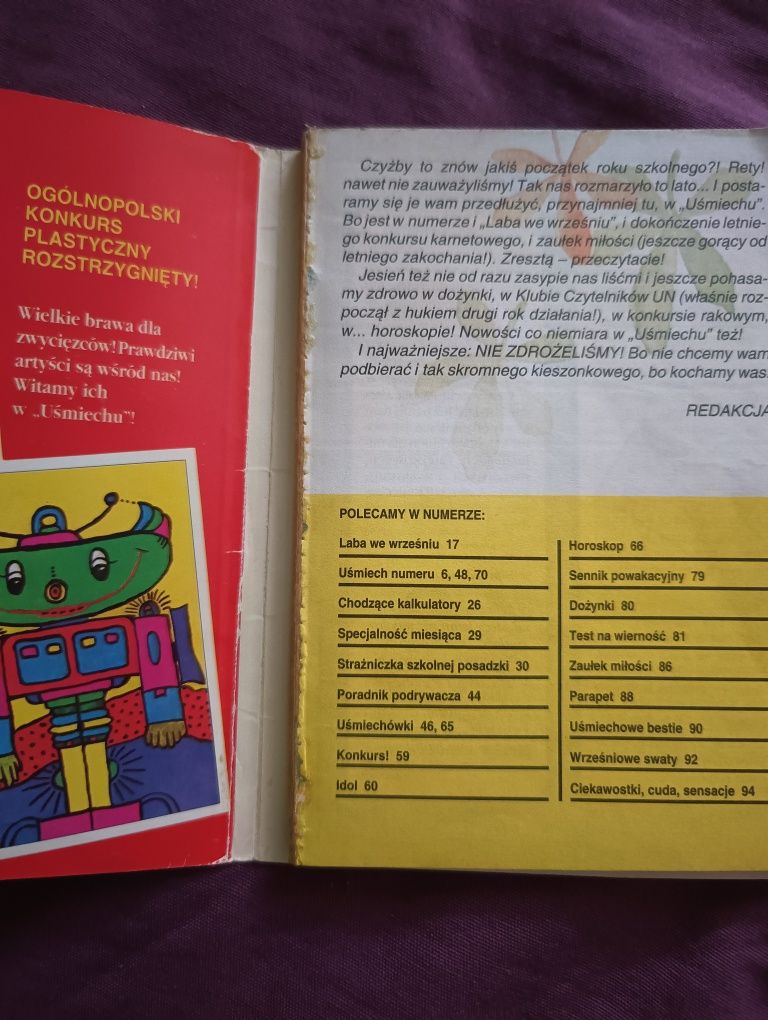 OGÓLNOPOLSKI
KONKURS
PLASTYCZNY
ROZSTRZYGNIĘTY!
Wielkie brawa dla
zwycięzców! Prawdziwi
artyści są wśród nas!
Witamy ich
w „Uśmiechu"!
Czyżby to znów jakiś początek roku szkolnego?! Rety!
nawet nie zauważyliśmy! Tak nas rozmarzyło to lato... I posta-
ramy się je wam przedłużyć, przynajmniej tu, w „Uśmiechu".
Bo jest w numerze i „Laba we wrześniu", i dokończenie letnie-
go konkursu karnetowego, i zaułek miłości (jeszcze gorący od
letniego zakochania!). Zresztą – przeczytacie!
Jesień też nie od razu zasypie nas liśćmi i jeszcze pohasa-
my zdrowo w dożynki, w Klubie Czytelników UN (właśnie roz-
począł z hukiem drugi rok działania!), w konkursie rakowym,
w... horoskopie! Nowości co niemiara w „Uśmiechu" też!
I najważniejsze: NIE ZDROŻELIŚMY! Bo nie chcemy wam
podbierać i tak skromnego kieszonkowego, bo kochamy was.
REDAKCJA
POLECAMY W NUMERZE:
Laba we wrześniu 17
Uśmiech numeru 6, 48, 70
Chodzące kalkulatory 26
Specjalność miesiąca 29
Strażniczka szkolnej posadzki 30
Poradnik podrywacza 44
Uśmiechówki 46, 65
Konkurs! 59
Idol 60
Horoskop 66
Sennik powakacyjny 79
Dożynki 80
Test na wierność 81
Zaułek miłości 86
Parapet 88
Uśmiechowe bestie 90
Wrześniowe swaty 92
Ciekawostki, cuda, sensacje 94